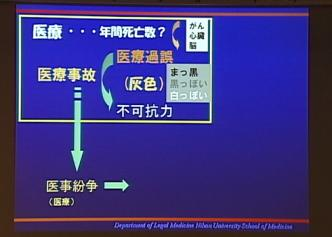 医療・・・年間死亡数?
がん
心臓
脳
医療過誤
医療事故
(灰色)
まっ黒
黒っぽい
白っぽい
不可抗力
医事紛争
(医療)
Department of Legal Medicine Nihon University School of Medicine